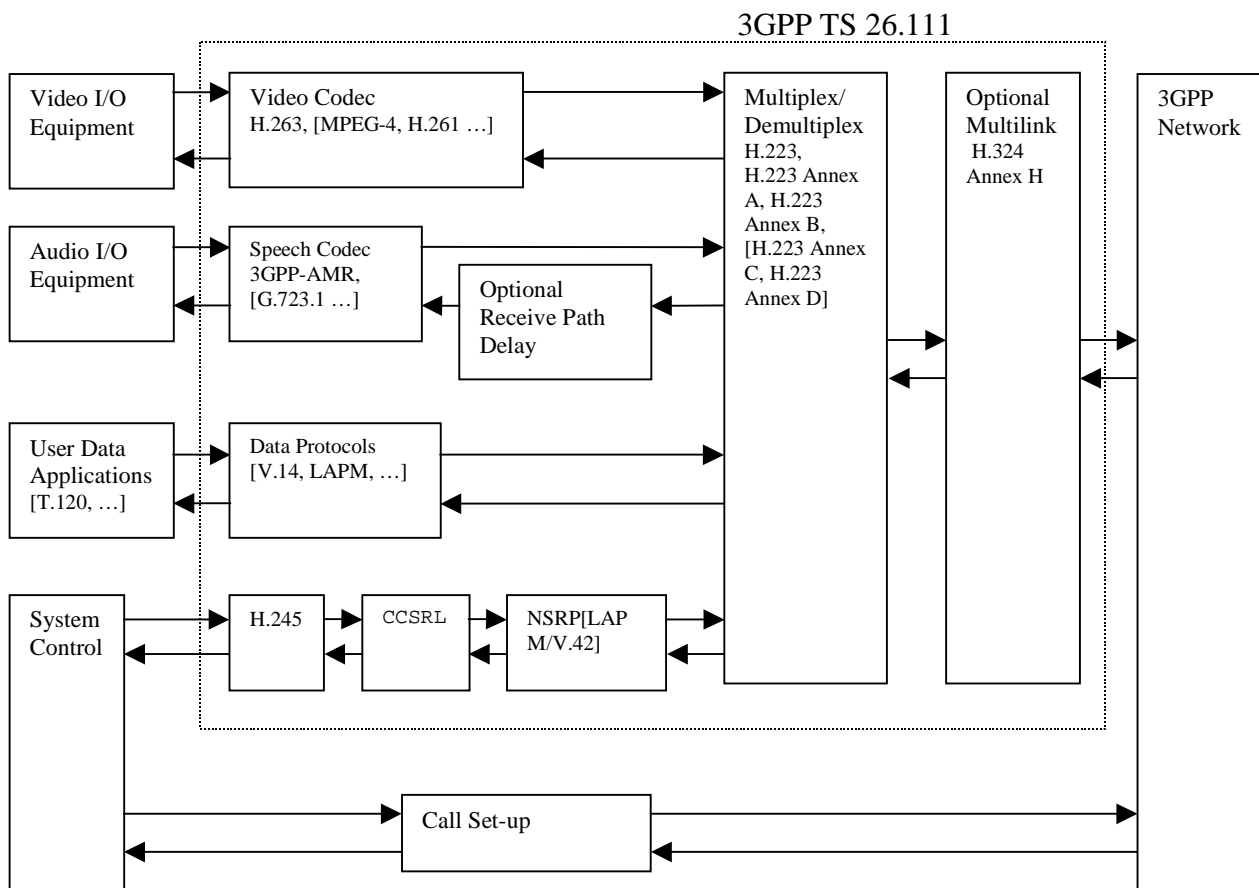 3GPP TS 26.111
Video I/O
Equipment
Video Codec
H.263, [MPEG-4, H.261 …]
Multiplex/
Demultiplex
H.223,
H.223 Annex
A, H.223
Annex B,
[H.223 Annex
C, H.223
Annex D]
Optional
Multilink
H.324
Annex H
3GPP
Network
Audio I/O
Equipment
Speech Codec
3GPP-AMR,
[G.723.1 …]
Optional
Receive Path
Delay
User Data
Applications
[T.120, …]
Data Protocols
[V.14, LAPM, …]
System
Control
H.245
CCSRL
NSRP[LAP
M/V.42]
Call Set-up